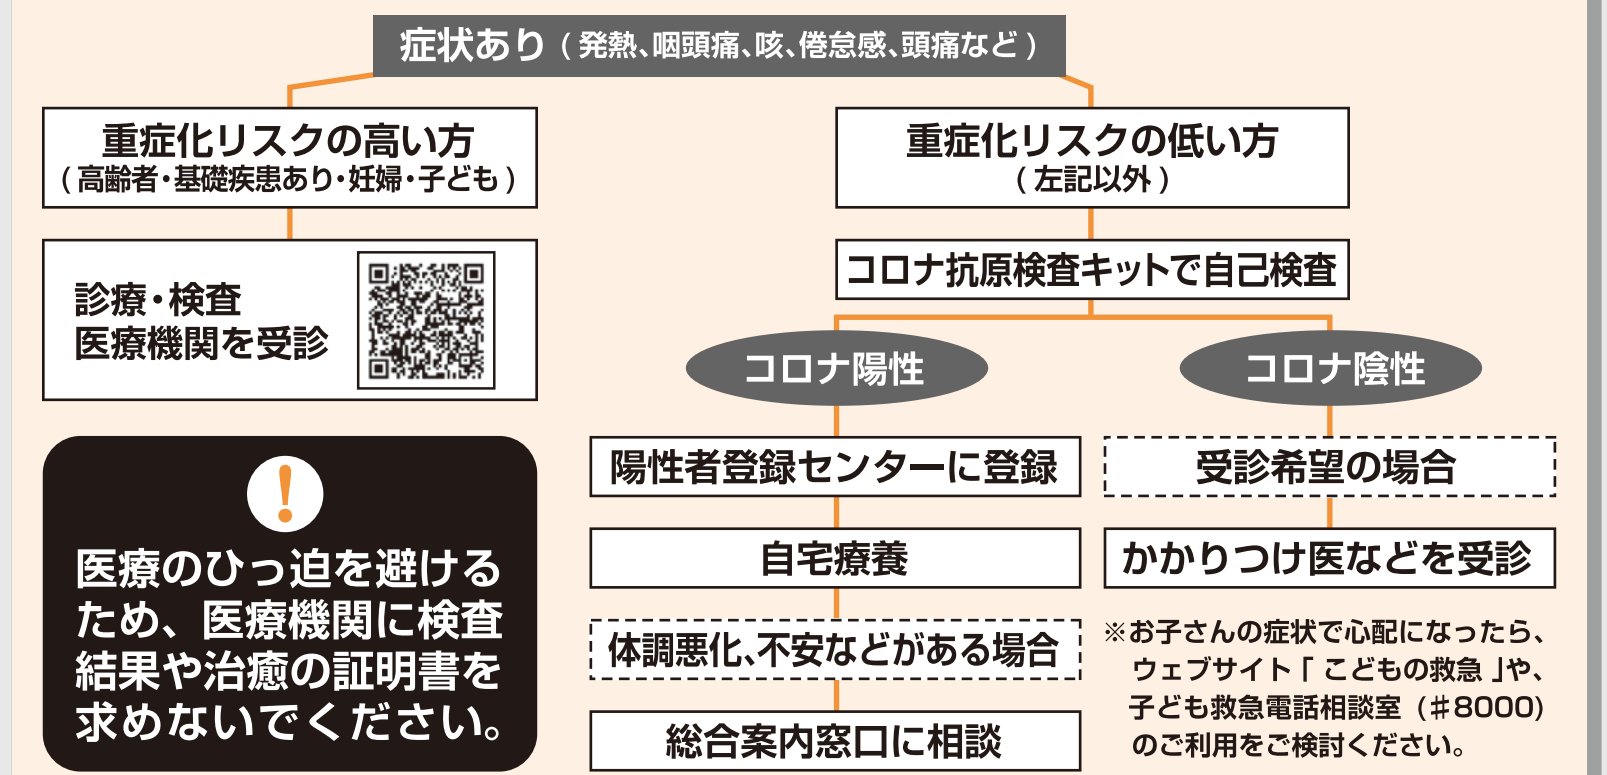 症状あり ( 発熱、咽頭痛、咳、倦怠感、頭痛など )
重症化リスクの高い方
( 高齢者・基礎疾患あり・妊婦・子ども )
診療・検査
医療機関を受診
!
医療のひっ迫を避ける
ため、医療機関に検査
結果や治癒の証明書を
求めないでください。
重症化リスクの低い方
( 左記以外 )
コロナ抗原検査キットで自己検査
コロナ陽性
陽性者登録センターに登録
自宅療養
体調悪化、不安などがある場合
総合案内窓口に相談
コロナ陰性
受診希望の場合
かかりつけ医などを受診
※お子さんの症状で心配になったら、
ウェブサイト「 こどもの救急 」や、
子ども救急電話相談室 (♯8000)
のご利用をご検討ください。